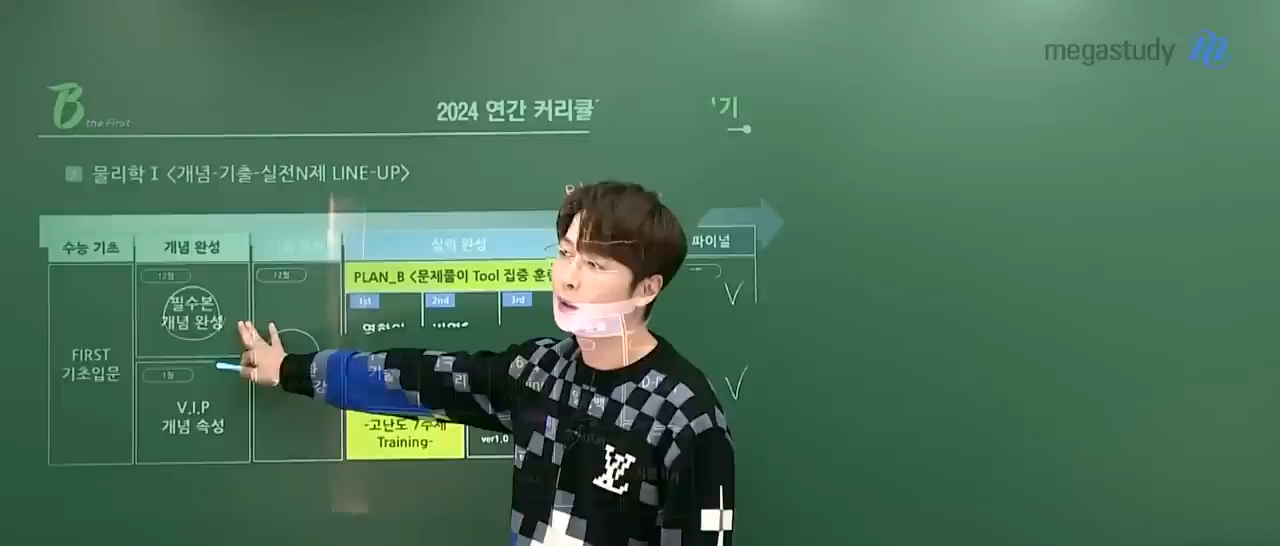 megastudy
B
the First
2024 연간 커리큘
기
물리학 I <개념-기출-실전N제 LINE-UP>
수능 기초 개념 완성 실력 완성 파이널
12월 12월
PLAN_B <문제풀이 Tool 집중 훈
1st 2nd 3rd
필수본
개념 완성
FIRST
기초입문
1월
V.I.P
개념 속성
-고난도 7주제
Training-
ver1.0